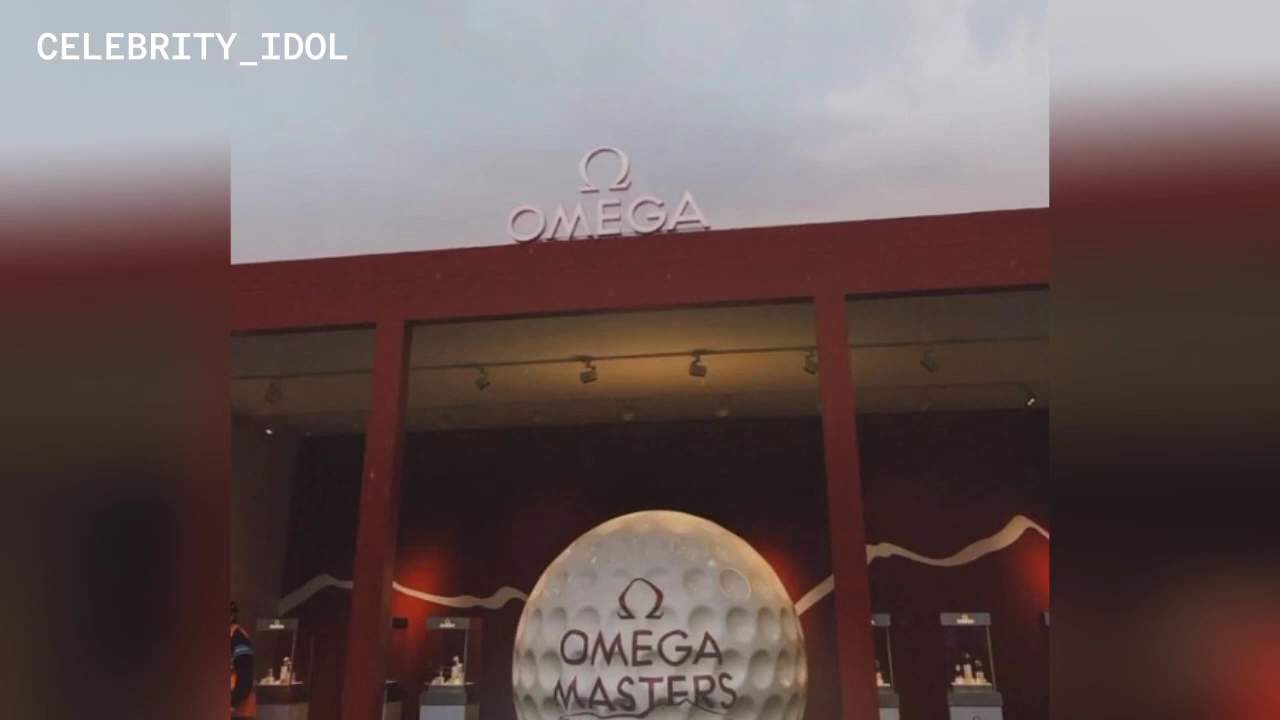 CELEBRITY_IDOL
Ω
OMEGA
Ω
OMEGA
MASTERS